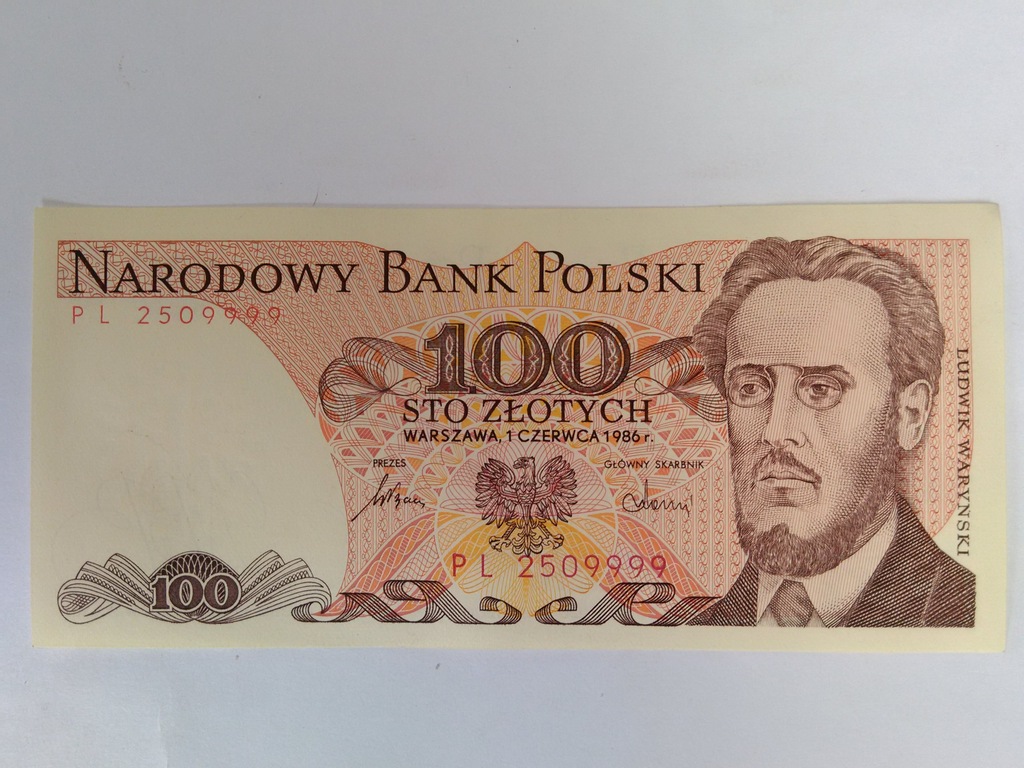 NARODOWY BANK POLSKI
PL 2509999
100
STO ZŁOTYCH
WARSZAWA, 1 CZERWCA 1986 r.
PREZES
GŁÓWNY SKARBNIK
LUDWIK WARYŃSKI
PL 2509999
100